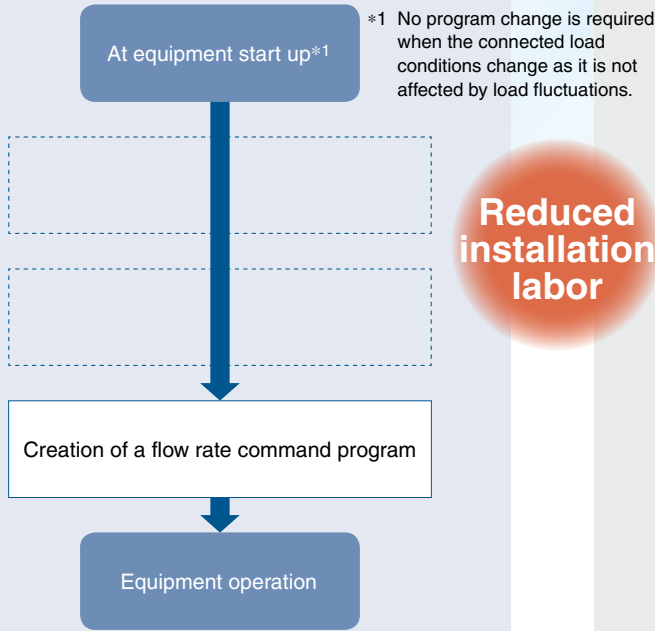 At equipment start up*1
*1 No program change is required
when the connected load
conditions change as it is not
affected by load fluctuations.
Reduced
installation
labor
Creation of a flow rate command program
Equipment operation